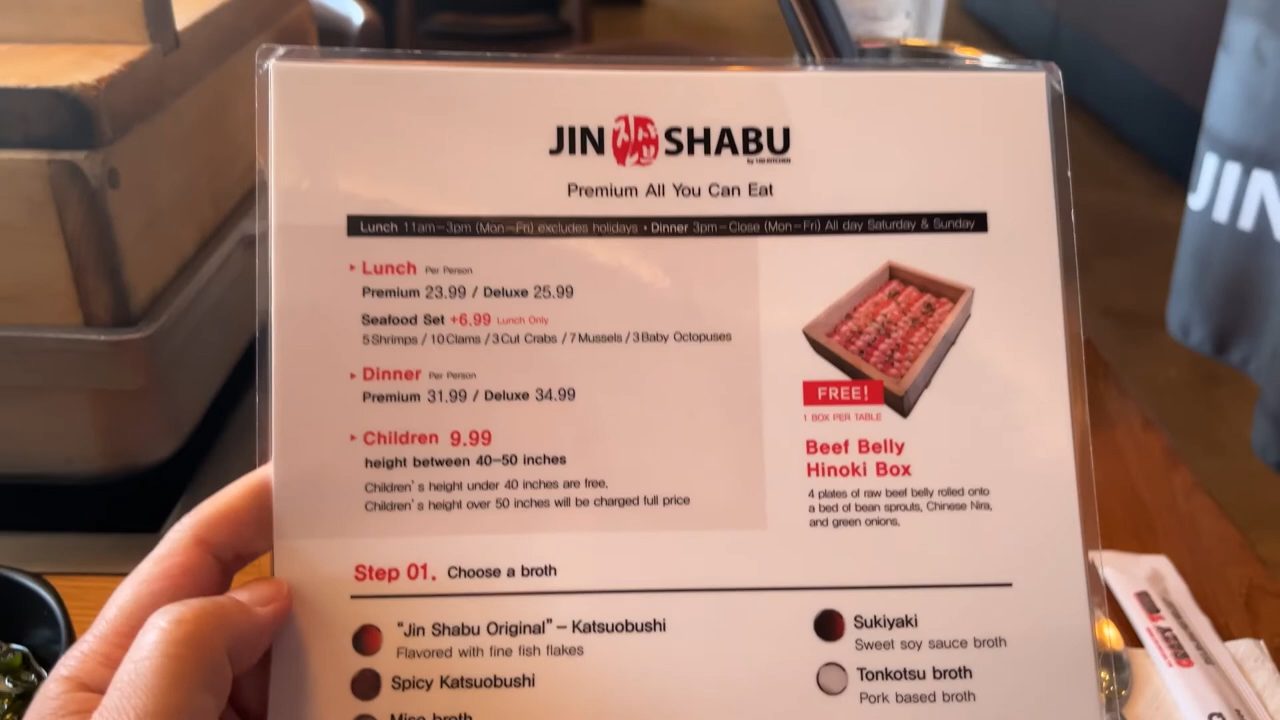 JIN SHABU
by 100 KITCHEN
Premium All You Can Eat
Lunch 11am-3pm (Mon-Fri) excludes holidays • Dinner 3pm-Close (Mon-Fri) All day Saturday & Sunday
Lunch Per Person
Premium 23.99 / Deluxe 25.99
Seafood Set +6.99 Lunch Only
5 Shrimps / 10 Clams / 3 Cut Crabs / 7 Mussels / 3 Baby Octopuses
Dinner Per Person
Premium 31.99 / Deluxe 34.99
Children 9.99
height between 40-50 inches
Children's height under 40 inches are free.
Children's height over 50 inches will be charged full price
FREE!
1 BOX PER TABLE
Beef Belly
Hinoki Box
4 plates of raw beef belly rolled onto
a bed of bean sprouts, Chinese Nira,
and green onions.
Step 01. Choose a broth
"Jin Shabu Original" – Katsuobushi
Flavored with fine fish flakes
Spicy Katsuobushi
Miso broth
Sukiyaki
Sweet soy sauce broth
Tonkotsu broth
Pork based broth
JIN